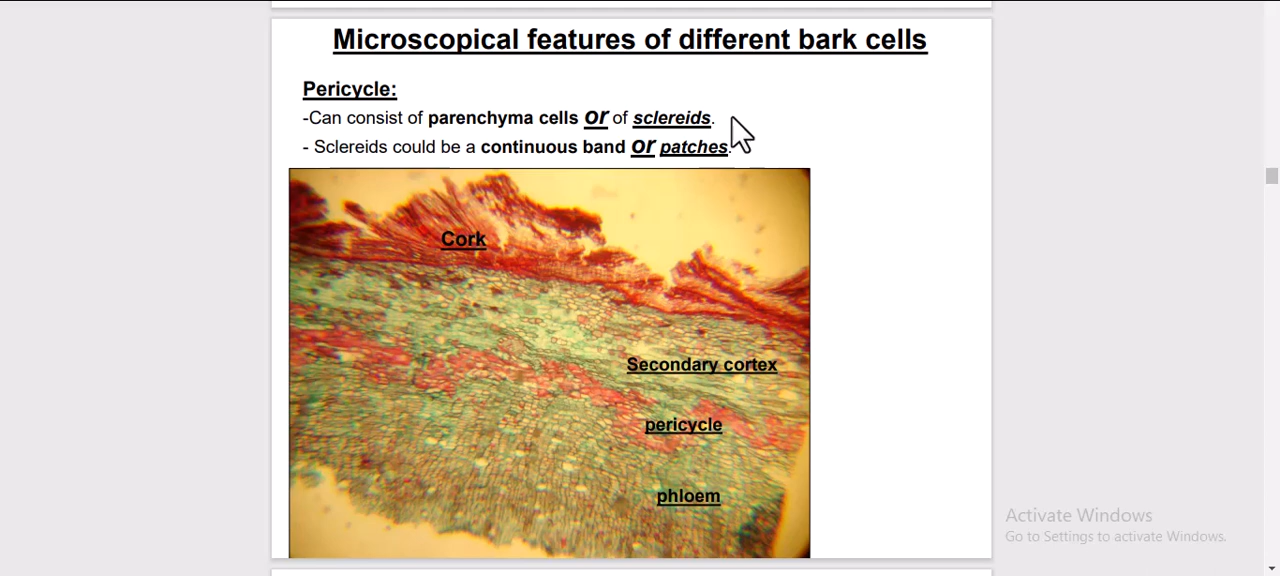 Microscopical features of different bark cells
Pericycle:
-Can consist of parenchyma cells or of sclereids.
- Sclereids could be a continuous band or patches.
Cork
Secondary cortex
pericycle
phloem
Activate Windows
Go to Settings to activate Windows.